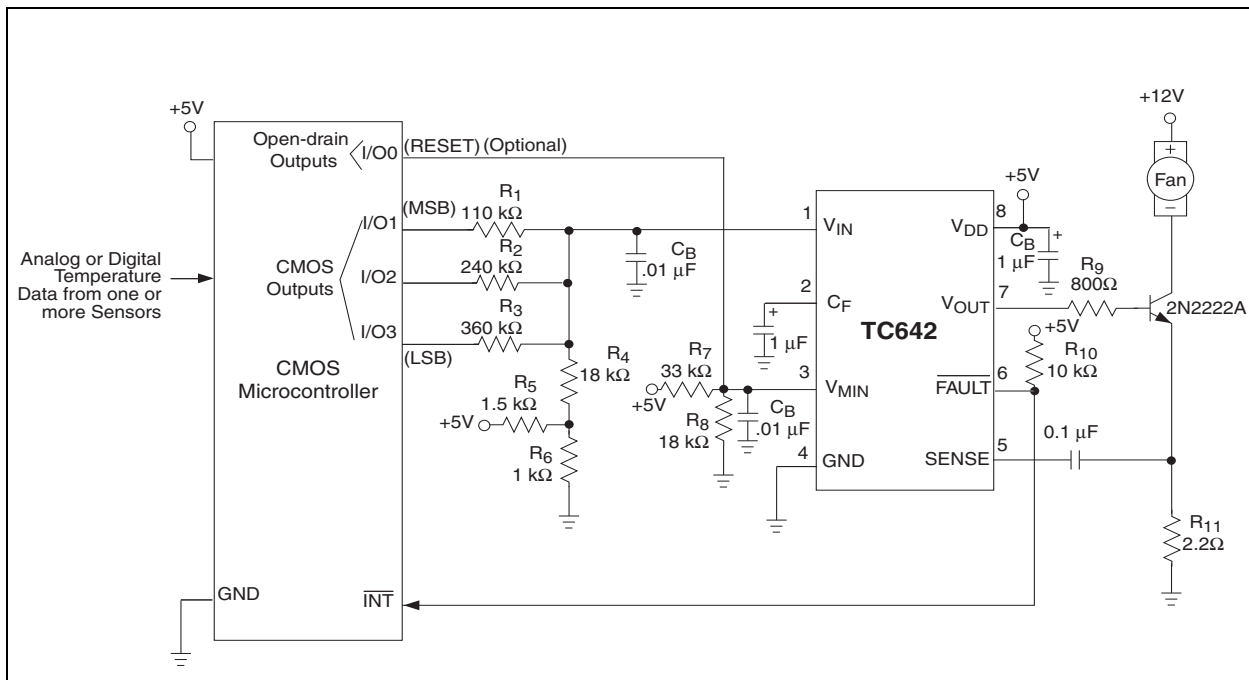 +5V
Open-drain
Outputs
I/O0
(RESET) (Optional)
I/O1
(MSB)
R1
110 kΩ
CMOS
Outputs
I/O2
R2
240 kΩ
I/O3
(LSB)
R3
360 kΩ
Analog or Digital
Temperature
Data from one or
more Sensors
CMOS
Microcontroller
GND
INT
CB
.01 µF
R4
18 kΩ
R5
1.5 kΩ
+5V
R6
1 kΩ
R7
33 kΩ
+5V
R8
18 kΩ
CB
.01 µF
1 µF
1
VIN
2
CF
3
VMIN
4
GND
TC642
8
VDD
7
VOUT
6
FAULT
5
SENSE
+5V
CB
1 µF
R9
800Ω
+5V
R10
10 kΩ
0.1 µF
+12V
+
Fan
–
2N2222A
R11
2.2Ω
+
+